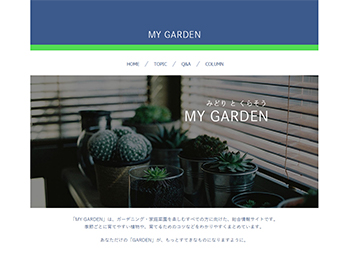 MY GARDEN
HOME / TOPIC / Q&A / COLUMN
みどり と くらそう
MY GARDEN
「MY GARDEN」は、ガーデニング・家庭菜園を楽しむすべての方に向けた、総合情報サイトです。
季節ごとに育てやすい植物や、育てるためのコツなどをわかりやすくまとめています。
あなただけの「GARDEN」が、もっとすてきなものになりますように。